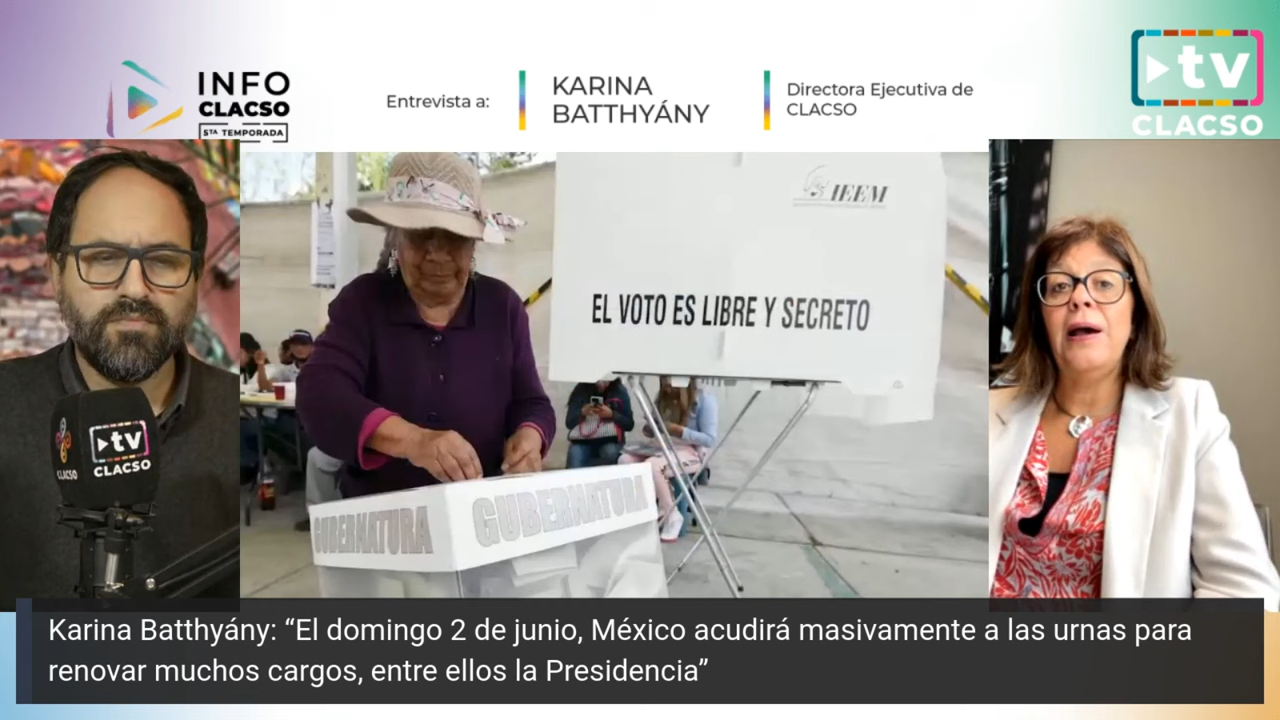 INFO
CLACSO
5TA TEMPORADA
Entrevista a:
KARINA
BATTHYÁNY
Directora Ejecutiva de
CLACSO
tv
CLACSO
IEEM
EL VOTO ES LIBRE Y SECRETO
GUBERNATURA
GUBERNATURA
CLACSO
tv
CLACSO
Karina Batthyány: “El domingo 2 de junio, México acudirá masivamente a las urnas para
renovar muchos cargos, entre ellos la Presidencia”